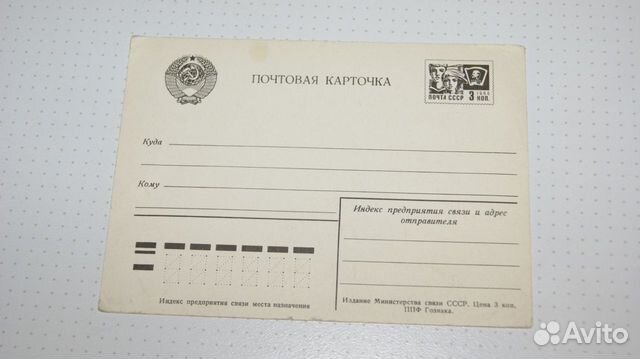 ПОЧТОВАЯ КАРТОЧКА
1966
ПОЧТА СССР 3 КОП.
Куда
Кому
Индекс предприятия связи и адрес
отправителя
Индекс предприятия связи места назначения
Издание Министерства связи СССР. Цена 3 коп.
ППФ Гознака.
Avito